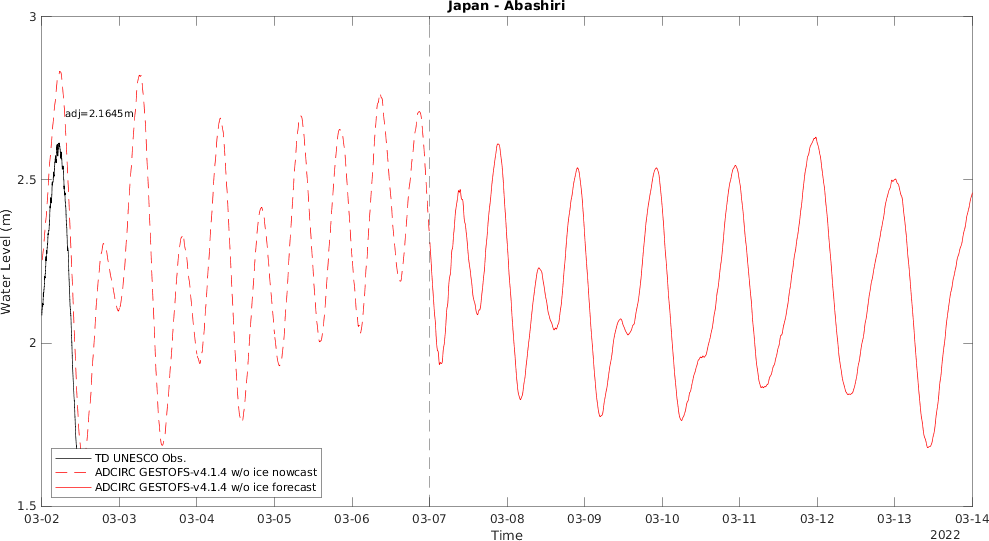 Japan - Abashiri
3
2.5
2
1.5
Water Level (m)
adj=2.1645m
TD UNESCO Obs.
ADCIRC GESTOFS-v4.1.4 w/o ice nowcast
ADCIRC GESTOFS-v4.1.4 w/o ice forecast
03-02 03-03 03-04 03-05 03-06 03-07 03-08 03-09 03-10 03-11 03-12 03-13 03-14
Time
2022